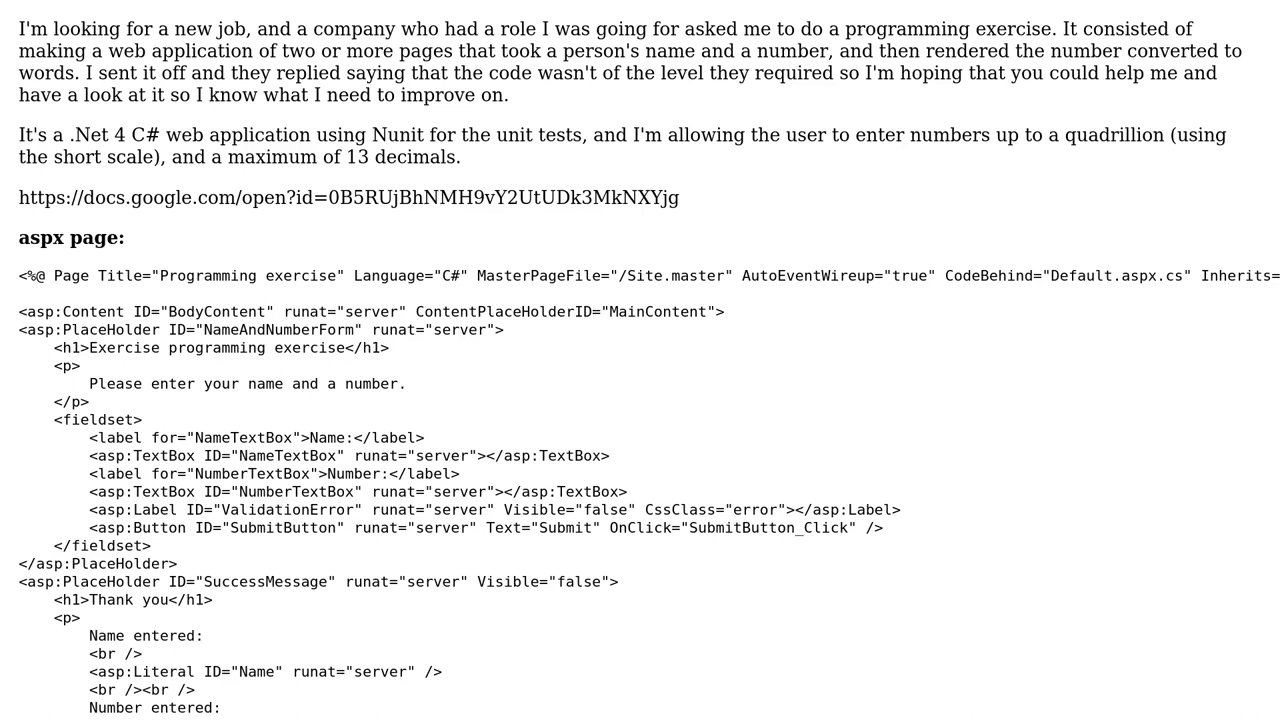 I'm looking for a new job, and a company who had a role I was going for asked me to do a programming exercise. It consisted of
making a web application of two or more pages that took a person's name and a number, and then rendered the number converted to
words. I sent it off and they replied saying that the code wasn't of the level they required so I'm hoping that you could help me and
have a look at it so I know what I need to improve on.
It's a .Net 4 C# web application using Nunit for the unit tests, and I'm allowing the user to enter numbers up to a quadrillion (using
the short scale), and a maximum of 13 decimals.
https://docs.google.com/open?id=0B5RUjBhNMH9vY2UtUDk3MkNXYjg
aspx page:
<%@ Page Title="Programming exercise" Language="C#" MasterPageFile="/Site.master" AutoEventWireup="true" CodeBehind="Default.aspx.cs" Inherits=
<asp:Content ID="BodyContent" runat="server" ContentPlaceHolderID="MainContent">
<asp:PlaceHolder ID="NameAndNumberForm" runat="server">
    <h1>Exercise programming exercise</h1>
    <p>
        Please enter your name and a number.
    </p>
    <fieldset>
        <label for="NameTextBox">Name:</label>
        <asp:TextBox ID="NameTextBox" runat="server"></asp:TextBox>
        <label for="NumberTextBox">Number:</label>
        <asp:TextBox ID="NumberTextBox" runat="server"></asp:TextBox>
        <asp:Label ID="ValidationError" runat="server" Visible="false" CssClass="error"></asp:Label>
        <asp:Button ID="SubmitButton" runat="server" Text="Submit" OnClick="SubmitButton_Click" />
    </fieldset>
</asp:PlaceHolder>
<asp:PlaceHolder ID="SuccessMessage" runat="server" Visible="false">
    <h1>Thank you</h1>
    <p>
        Name entered:
        <br />
        <asp:Literal ID="Name" runat="server" />
        <br /><br />
        Number entered: